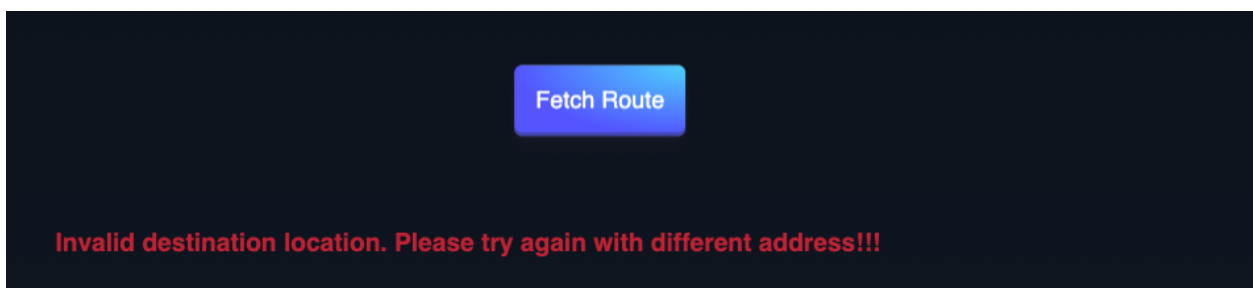 Fetch Route
Invalid destination location. Please try again with different address!!!